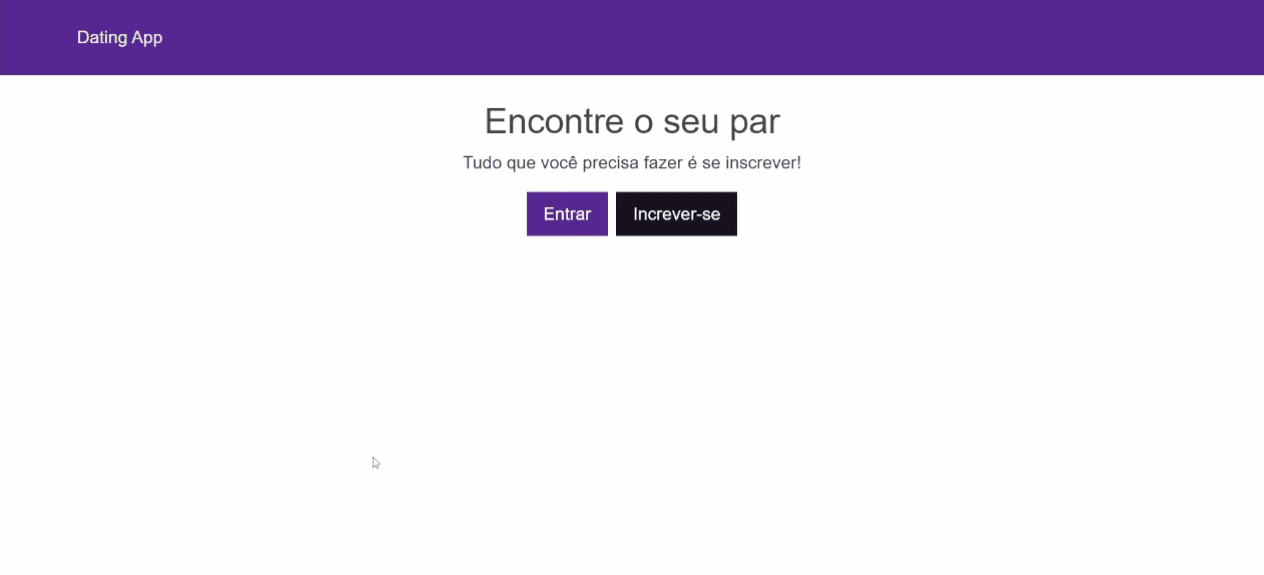 Dating App
Encontre o seu par
Tudo que você precisa fazer é se inscrever!
Entrar
Increver-se